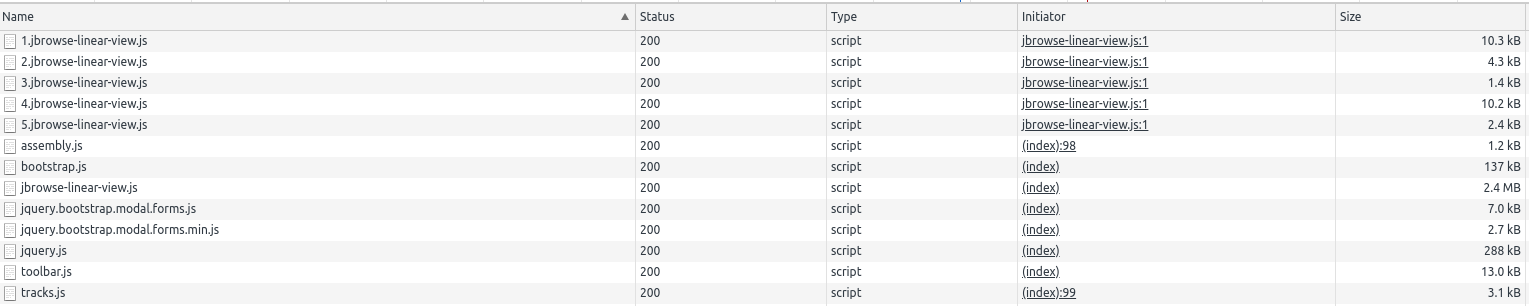 Name Status Type Initiator Size
1.jbrowse-linear-view.js 200 script jbrowse-linear-view.js:1 10.3 kB
2.jbrowse-linear-view.js 200 script jbrowse-linear-view.js:1 4.3 kB
3.jbrowse-linear-view.js 200 script jbrowse-linear-view.js:1 1.4 kB
4.jbrowse-linear-view.js 200 script jbrowse-linear-view.js:1 10.2 kB
5.jbrowse-linear-view.js 200 script jbrowse-linear-view.js:1 2.4 kB
assembly.js 200 script (index):98 1.2 kB
bootstrap.js 200 script (index) 137 kB
jbrowse-linear-view.js 200 script (index) 2.4 MB
jquery.bootstrap.modal.forms.js 200 script (index) 7.0 kB
jquery.bootstrap.modal.forms.min.js 200 script (index) 2.7 kB
jquery.js 200 script (index) 288 kB
toolbar.js 200 script (index) 13.0 kB
tracks.js 200 script (index):99 3.1 kB